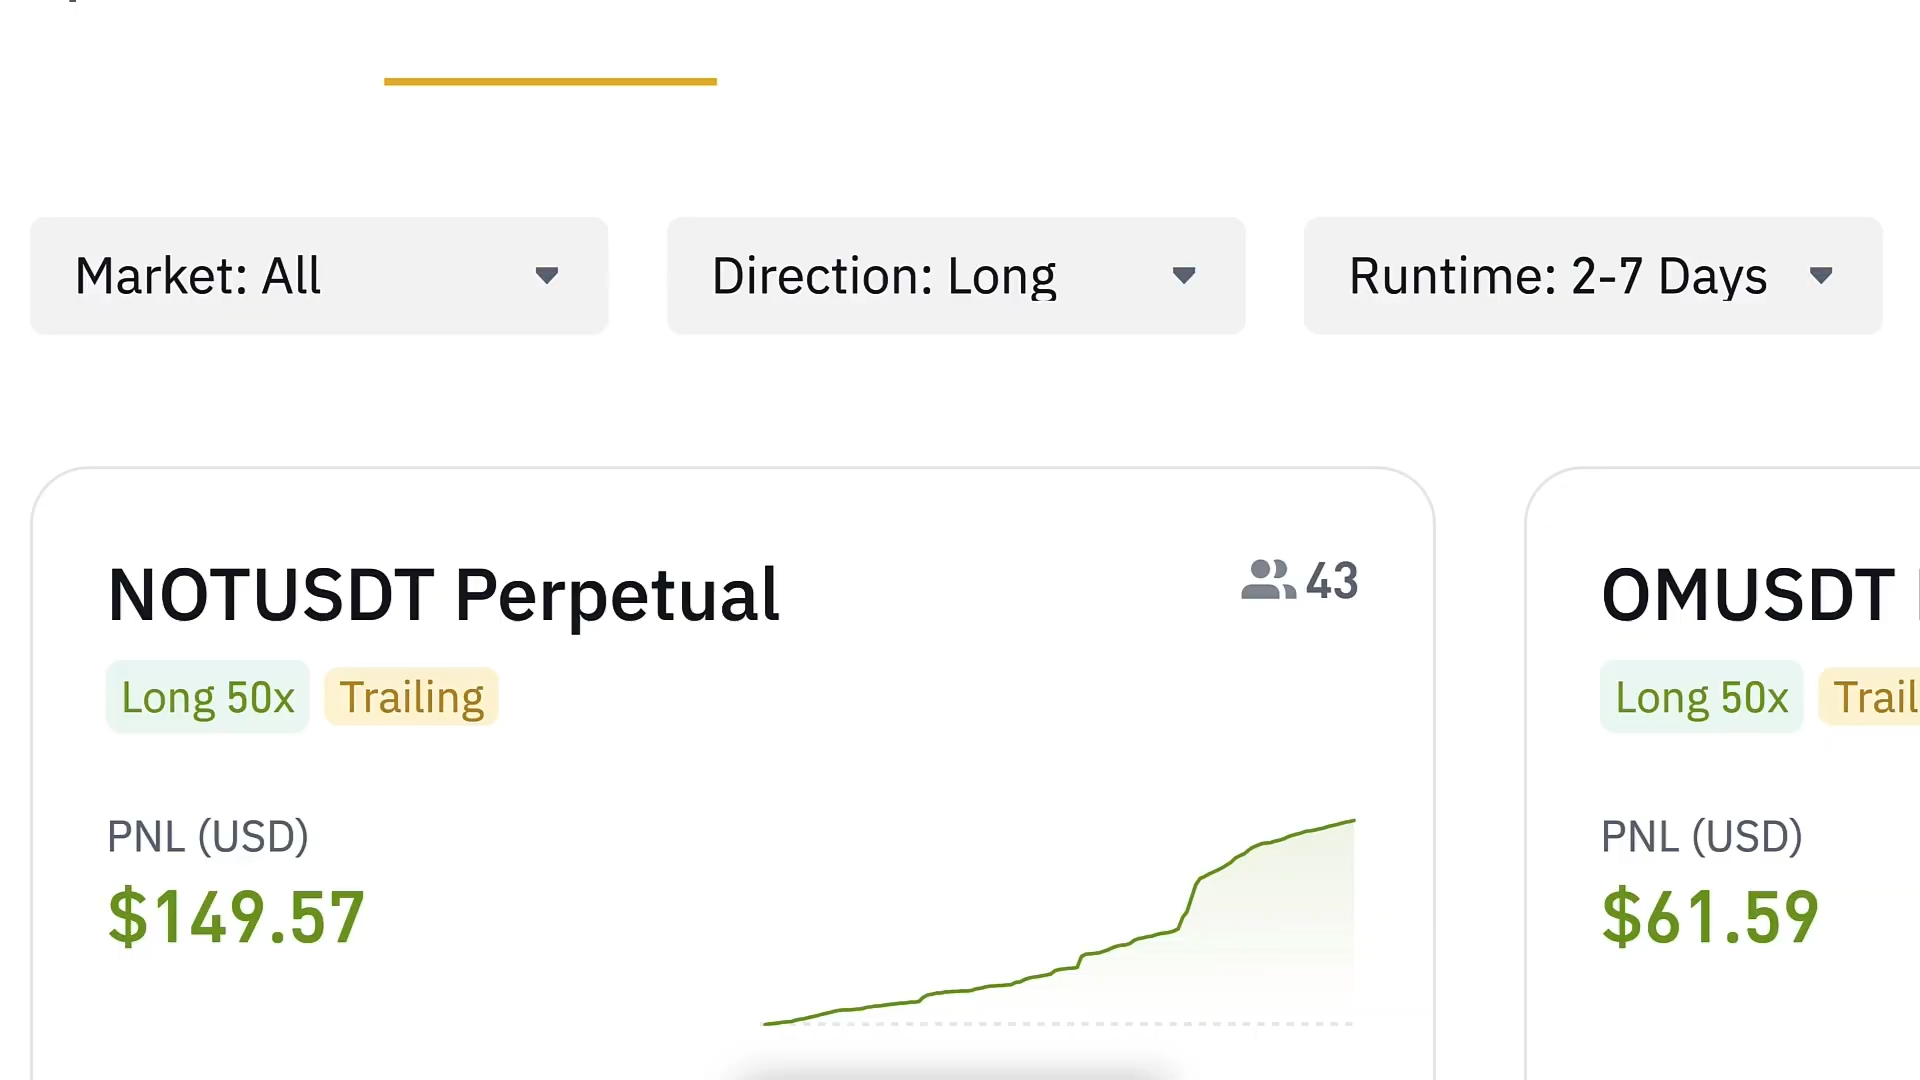 Market: All
Direction: Long
Runtime: 2-7 Days
NOTUSDT Perpetual
43
Long 50x
Trailing
PNL (USD)
$149.57
OMUSDT
Long 50x
PNL (USD)
$61.59